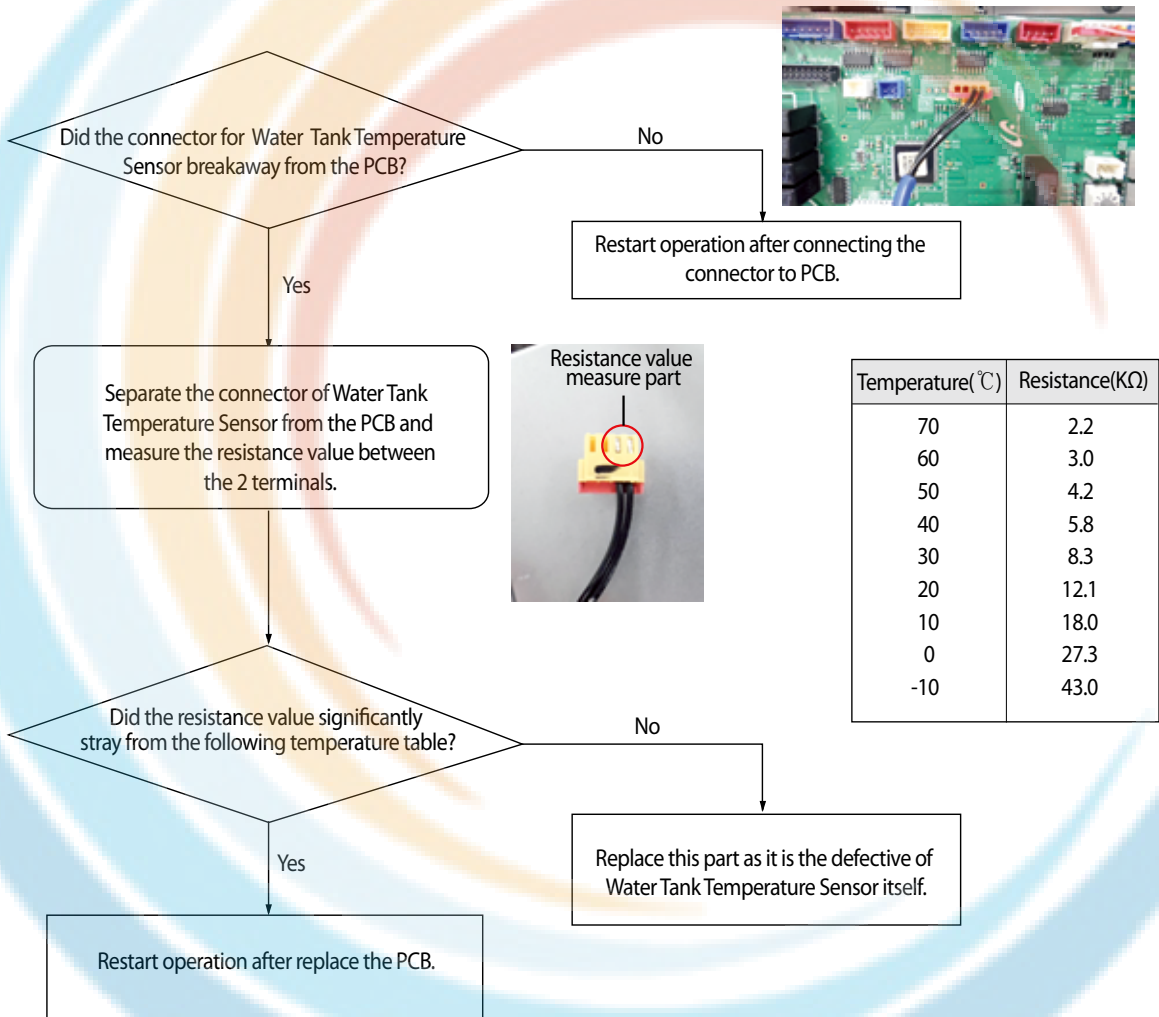 Did the connector for Water Tank Temperature
Sensor breakaway from the PCB?
No
Restart operation after connecting the
connector to PCB.
Yes
Separate the connector of Water Tank
Temperature Sensor from the PCB and
measure the resistance value between
the 2 terminals.
Resistance value
measure part
Temperature(℃) Resistance(KΩ)
70 2.2
60 3.0
50 4.2
40 5.8
30 8.3
20 12.1
10 18.0
0 27.3
-10 43.0
Did the resistance value significantly
stray from the following temperature table?
No
Replace this part as it is the defective of
Water Tank Temperature Sensor itself.
Yes
Restart operation after replace the PCB.